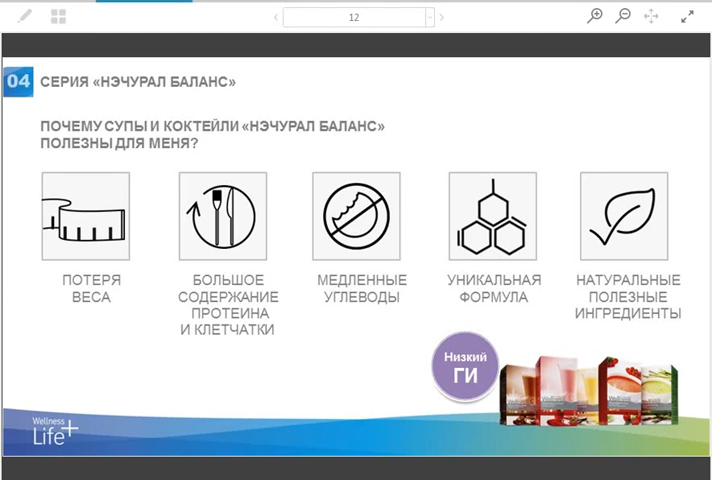 12
04
СЕРИЯ «НЭЧУРАЛ БАЛАНС»
ПОЧЕМУ СУПЫ И КОКТЕЙЛИ «НЭЧУРАЛ БАЛАНС»
ПОЛЕЗНЫ ДЛЯ МЕНЯ?
ПОТЕРЯ
ВЕСА
БОЛЬШОЕ
СОДЕРЖАНИЕ
ПРОТЕИНА
И КЛЕТЧАТКИ
МЕДЛЕННЫЕ
УГЛЕВОДЫ
УНИКАЛЬНАЯ
ФОРМУЛА
НАТУРАЛЬНЫЕ
ПОЛЕЗНЫЕ
ИНГРЕДИЕНТЫ
Низкий
ГИ
Wellness
Life+